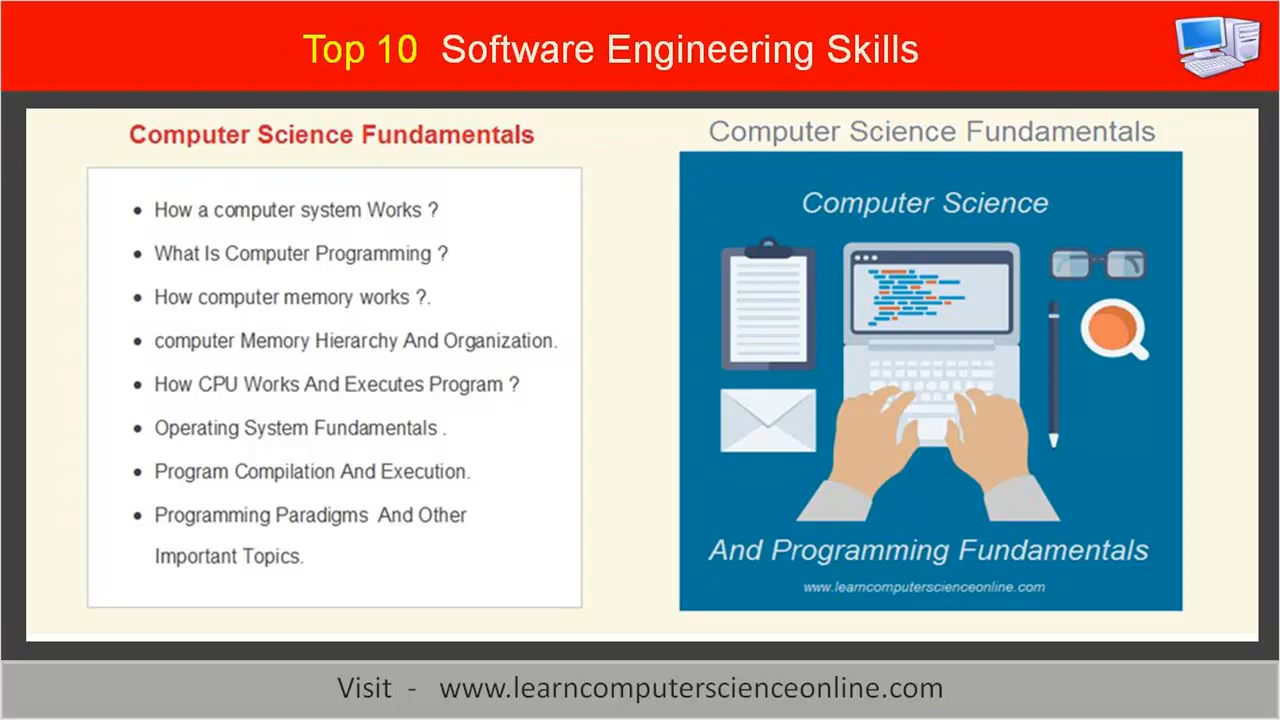 Top 10 Software Engineering Skills
Computer Science Fundamentals
How a computer system Works ?
What Is Computer Programming ?
How computer memory works ?.
computer Memory Hierarchy And Organization.
How CPU Works And Executes Program ?
Operating System Fundamentals .
Program Compilation And Execution.
Programming Paradigms And Other
Important Topics.
Computer Science Fundamentals
Computer Science
And Programming Fundamentals
www.learncomputerscienceonline.com
Visit - www.learncomputerscienceonline.com